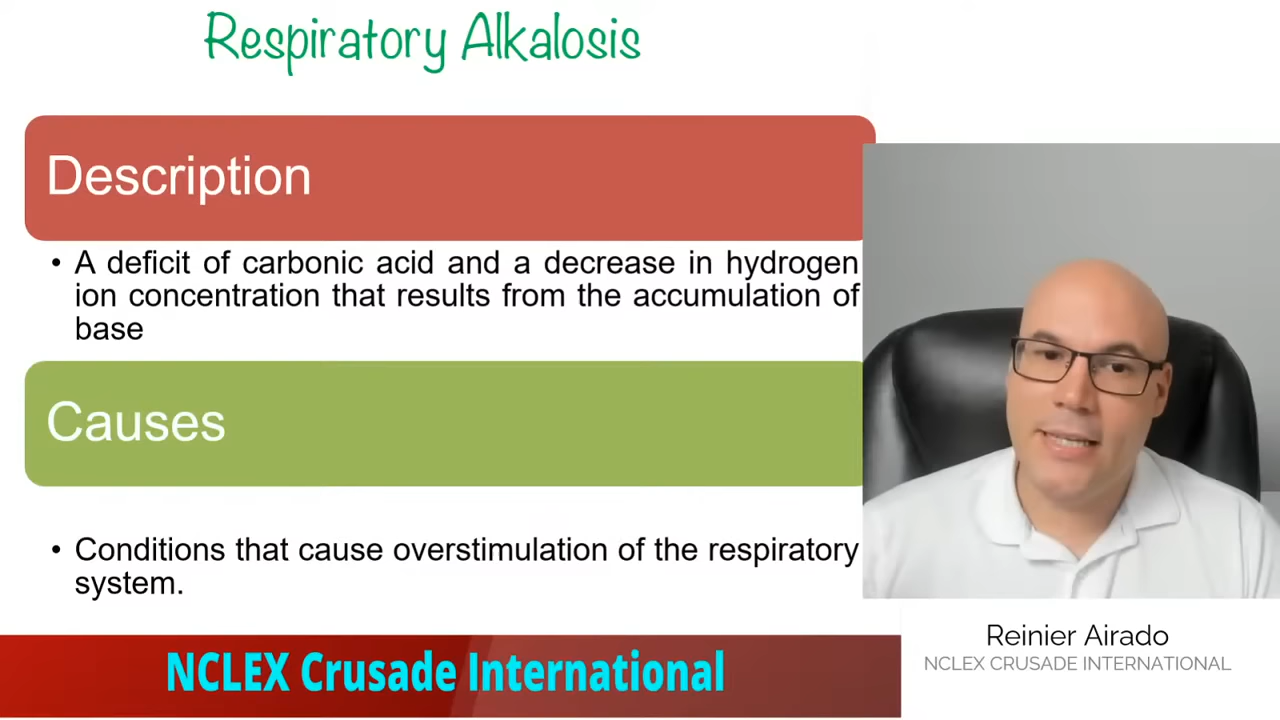 Respiratory Alkalosis
Description
• A deficit of carbonic acid and a decrease in hydrogen
ion concentration that results from the accumulation of
base
Causes
• Conditions that cause overstimulation of the respiratory
system.
NCLEX Crusade International
Reinier Airado
NCLEX CRUSADE INTERNATIONAL